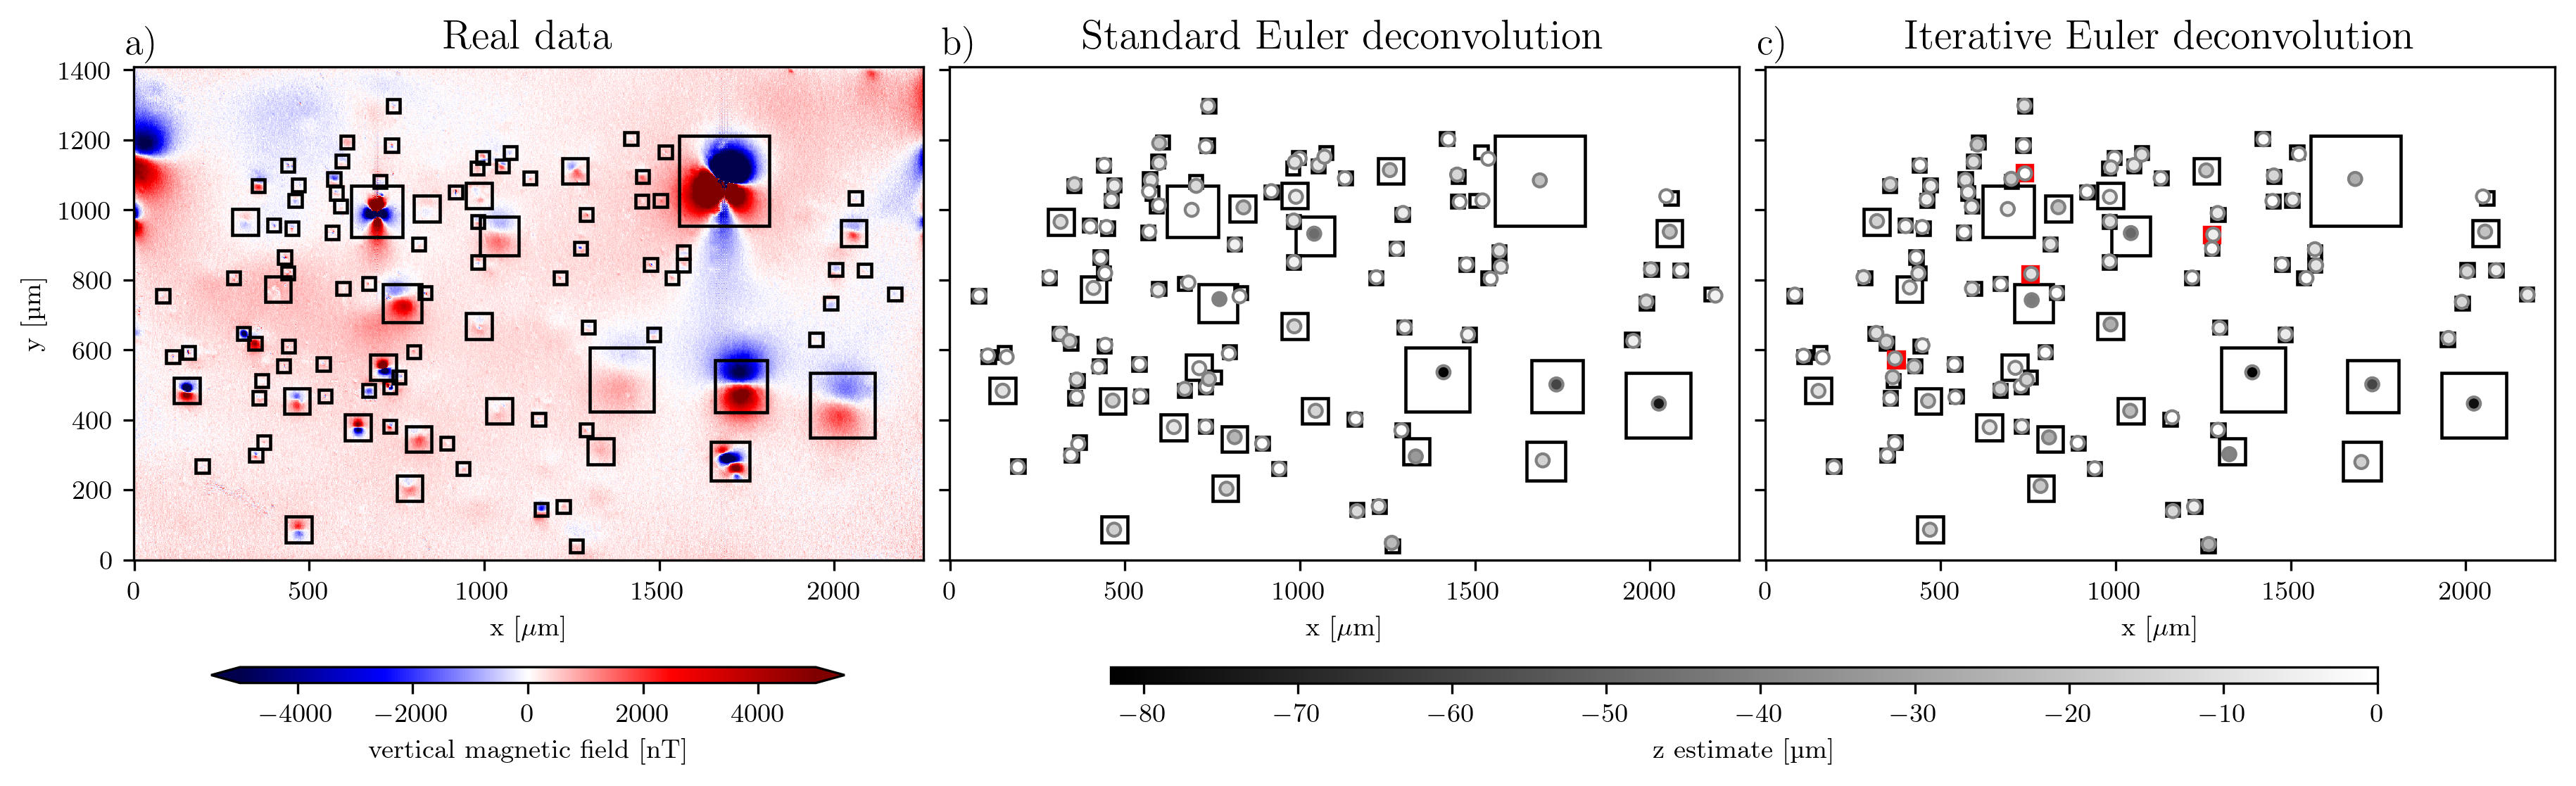 a) Real data
b) Standard Euler deconvolution
c) Iterative Euler deconvolution
1400
1200
1000
800
600
400
200
0
y [µm]
0 500 1000 1500 2000
0 500 1000 1500 2000
0 500 1000 1500 2000
x [µm]
x [µm]
x [µm]
−4000 −2000 0 2000 4000
vertical magnetic field [nT]
−80 −70 −60 −50 −40 −30 −20 −10 0
z estimate [µm]